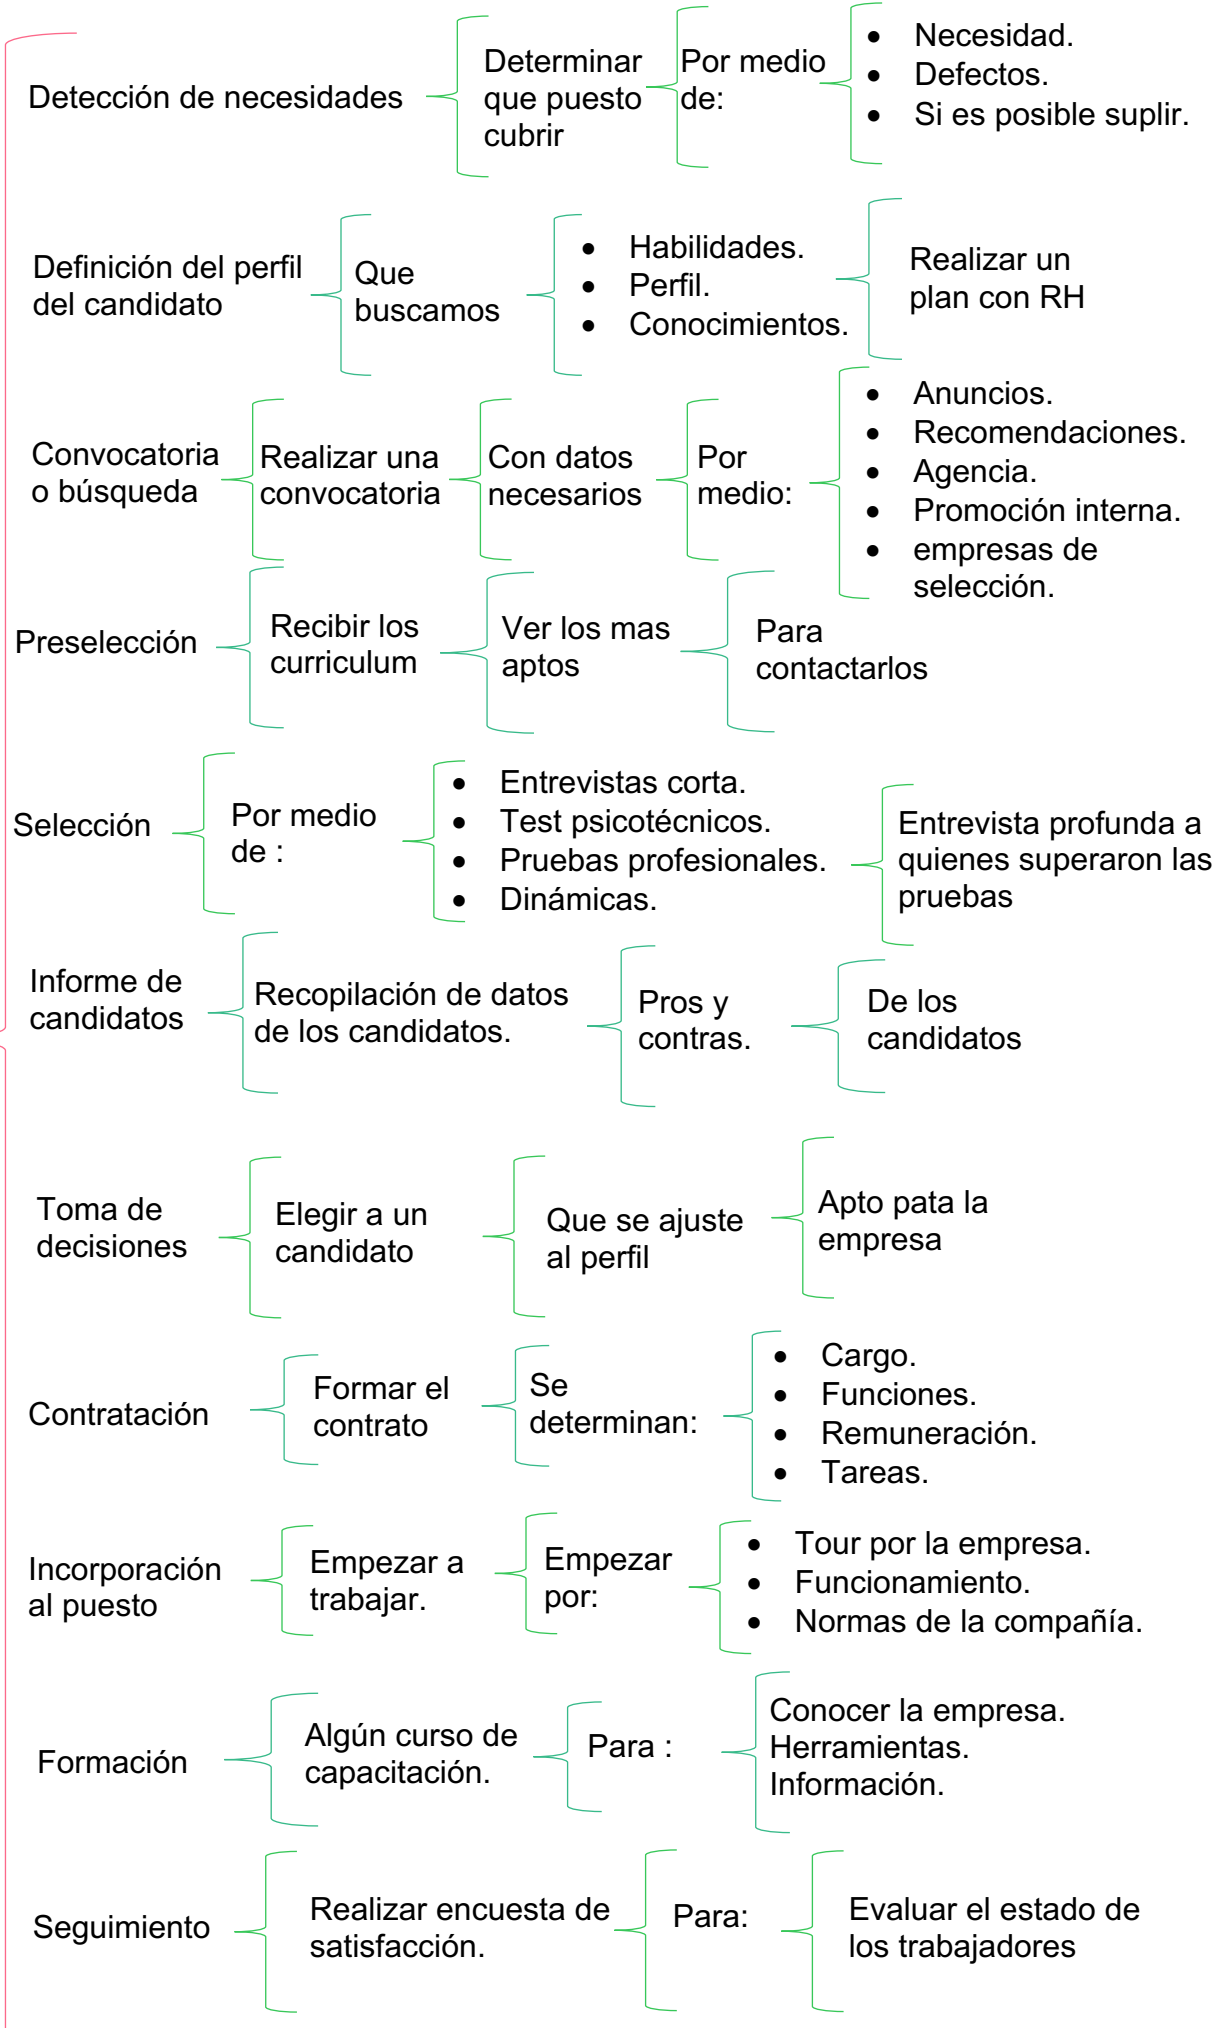 Detección de necesidades
Determinar
que puesto
cubrir
Por medio
de:
• Necesidad.
• Defectos.
• Si es posible suplir.
Definición del perfil
del candidato
Que
buscamos
• Habilidades.
• Perfil.
• Conocimientos.
Realizar un
plan con RH
Convocatoria
o búsqueda
Realizar una
convocatoria
Con datos
necesarios
Por
medio:
• Anuncios.
• Recomendaciones.
• Agencia.
• Promoción interna.
• empresas de
selección.
Preselección
Recibir los
curriculum
Ver los mas
aptos
Para
contactarlos
Selección
Por medio
de :
• Entrevistas corta.
• Test psicotécnicos.
• Pruebas profesionales.
• Dinámicas.
Entrevista profunda a
quienes superaron las
pruebas
Informe de
candidatos
Recopilación de datos
de los candidatos.
Pros y
contras.
De los
candidatos
Toma de
decisiones
Elegir a un
candidato
Que se ajuste
al perfil
Apto pata la
empresa
Contratación
Formar el
contrato
Se
determinan:
• Cargo.
• Funciones.
• Remuneración.
• Tareas.
Incorporación
al puesto
Empezar a
trabajar.
Empezar
por:
• Tour por la empresa.
• Funcionamiento.
• Normas de la compañía.
Formación
Algún curso de
capacitación.
Para :
Conocer la empresa.
Herramientas.
Información.
Seguimiento
Realizar encuesta de
satisfacción.
Para:
Evaluar el estado de
los trabajadores